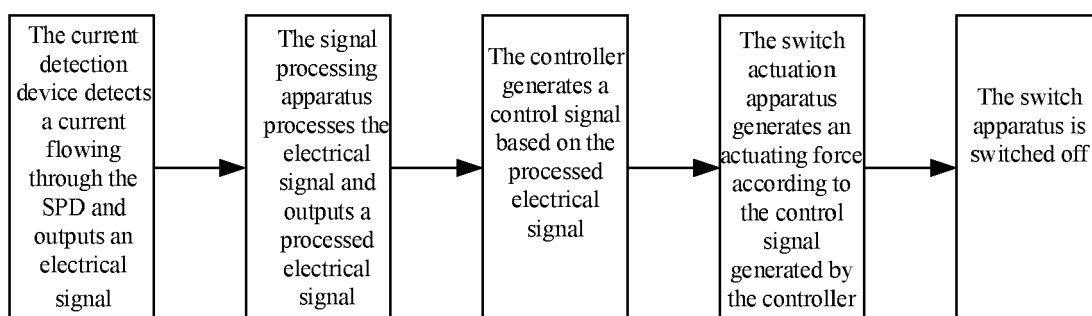 The current
detection
device detects
a current
flowing
through the
SPD and
outputs an
electrical
signal
The signal
processing
apparatus
processes the
electrical
signal and
outputs a
processed
electrical
signal
The controller
generates a
control signal
based on the
processed
electrical
signal
The switch
actuation
apparatus
generates an
actuating force
according to
the control
signal
generated by
the controller
The switch
apparatus is
switched off